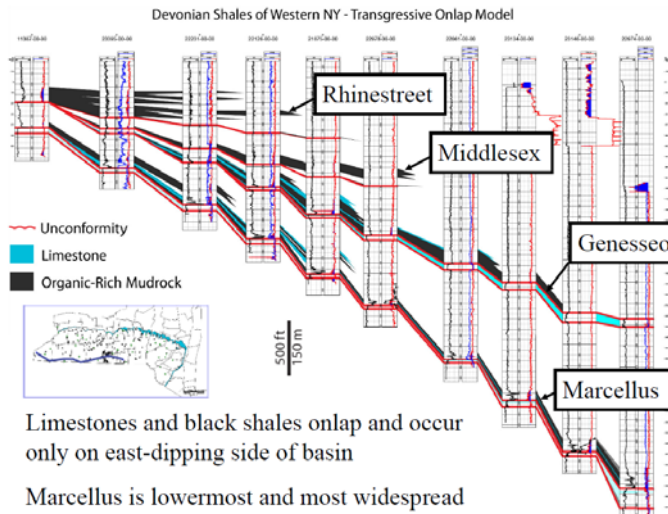 Devonian Shales of Western NY - Transgressive Onlap Model
Rhinestreet
Middlesex
Unconformity
Limestone
Organic-Rich Mudrock
Genesseo
500 ft
150 m
Marcellus
Limestones and black shales onlap and occur
only on east-dipping side of basin
Marcellus is lowermost and most widespread